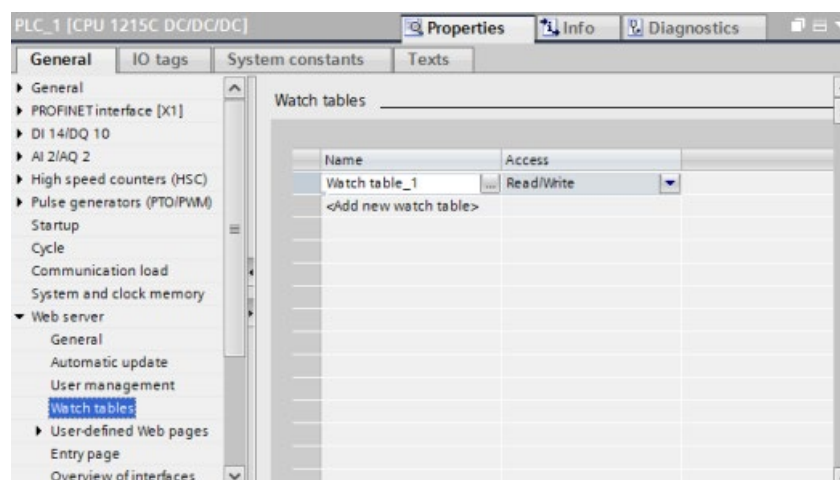 PLC_1 [CPU 1215C DC/DC/DC]
Properties
Info
Diagnostics
General
IO tags
System constants
Texts
General
PROFINET interface [X1]
DI 14/DQ 10
AI 2/AQ 2
High speed counters (HSC)
Pulse generators (PTO/PWM)
Startup
Cycle
Communication load
System and clock memory
Web server
General
Automatic update
User management
Watch tables
User-defined Web pages
Entry page
Overview of interfaces
Watch tables
Name Access
Watch table_1 ... Read/Write
<Add new watch table>